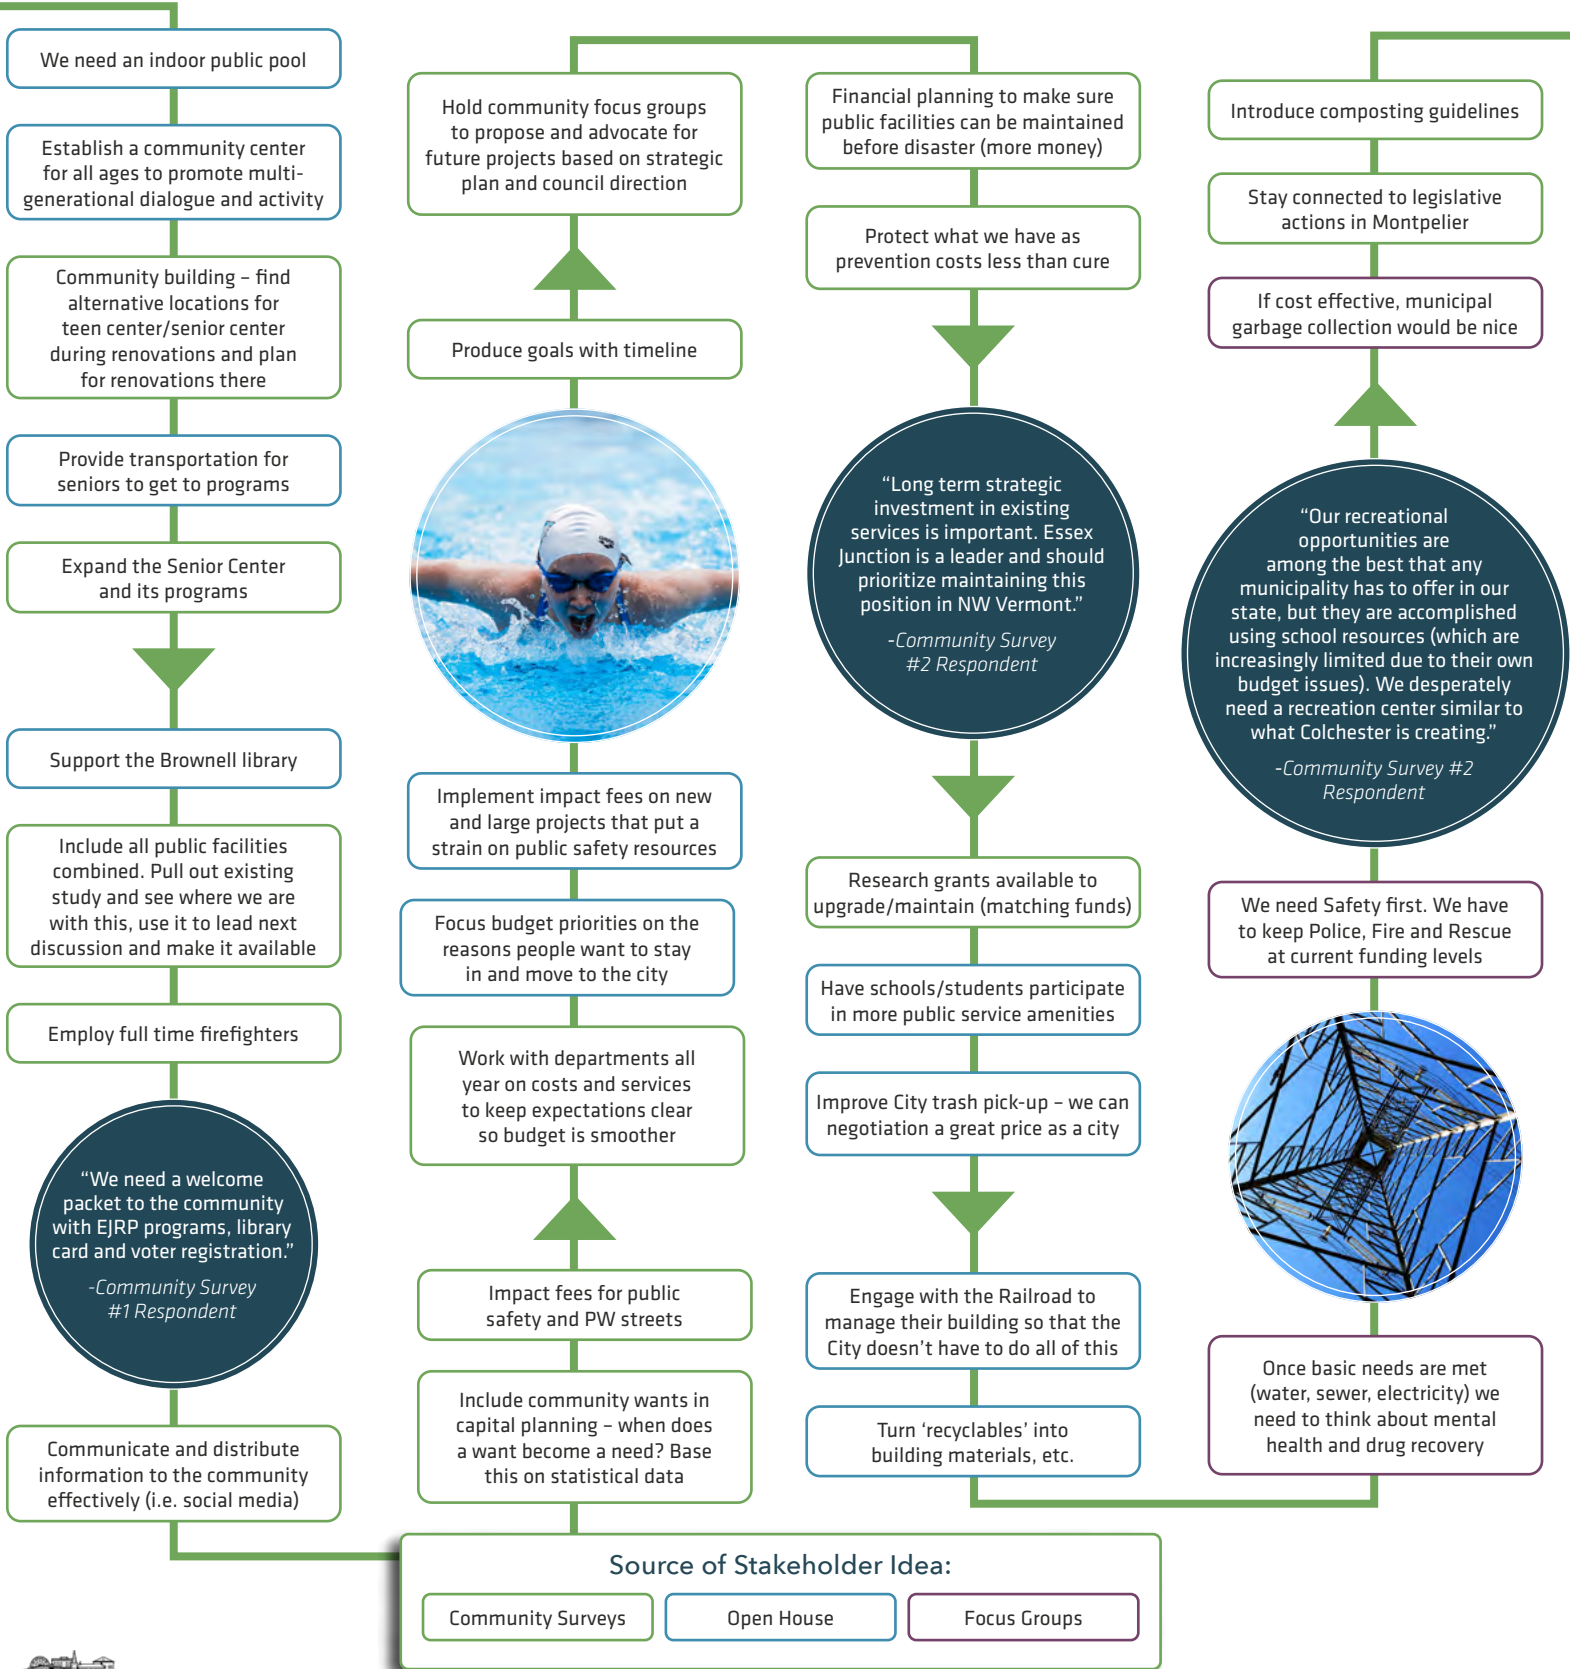 We need an indoor public pool
Establish a community center
for all ages to promote multi-
generational dialogue and activity
Community building – find
alternative locations for
teen center/senior center
during renovations and plan
for renovations there
Provide transportation for
seniors to get to programs
Expand the Senior Center
and its programs
Support the Brownell library
Include all public facilities
combined. Pull out existing
study and see where we are
with this, use it to lead next
discussion and make it available
Employ full time firefighters
“We need a welcome
packet to the community
with EJRP programs, library
card and voter registration.”
-Community Survey
#1 Respondent
Communicate and distribute
information to the community
effectively (i.e. social media)
Hold community focus groups
to propose and advocate for
future projects based on strategic
plan and council direction
Produce goals with timeline
Implement impact fees on new
and large projects that put a
strain on public safety resources
Focus budget priorities on the
reasons people want to stay
in and move to the city
Work with departments all
year on costs and services
to keep expectations clear
so budget is smoother
Impact fees for public
safety and PW streets
Include community wants in
capital planning – when does
a want become a need? Base
this on statistical data
Financial planning to make sure
public facilities can be maintained
before disaster (more money)
Protect what we have as
prevention costs less than cure
“Long term strategic
investment in existing
services is important. Essex
Junction is a leader and should
prioritize maintaining this
position in NW Vermont.”
-Community Survey
#2 Respondent
Research grants available to
upgrade/maintain (matching funds)
Have schools/students participate
in more public service amenities
Improve City trash pick-up – we can
negotiation a great price as a city
Engage with the Railroad to
manage their building so that the
City doesn’t have to do all of this
Turn ‘recyclables’ into
building materials, etc.
Introduce composting guidelines
Stay connected to legislative
actions in Montpelier
If cost effective, municipal
garbage collection would be nice
“Our recreational
opportunities are
among the best that any
municipality has to offer in our
state, but they are accomplished
using school resources (which are
increasingly limited due to their own
budget issues). We desperately
need a recreation center similar to
what Colchester is creating.”
-Community Survey #2
Respondent
We need Safety first. We have
to keep Police, Fire and Rescue
at current funding levels
Once basic needs are met
(water, sewer, electricity) we
need to think about mental
health and drug recovery
Source of Stakeholder Idea:
Community Surveys
Open House
Focus Groups